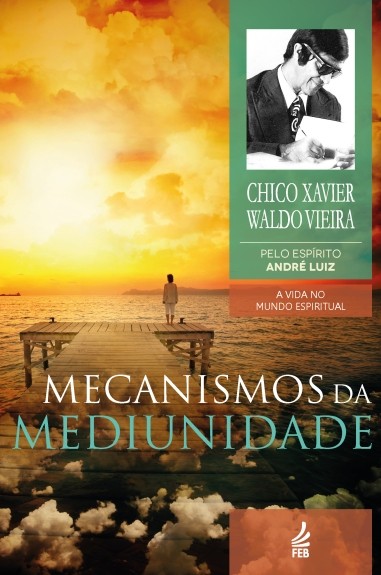 CHICO XAVIER
WALDO VIEIRA
PELO ESPÍRITO
ANDRÉ LUIZ
A VIDA NO
MUNDO ESPIRITUAL
MECANISMOS DA
MEDIUNIDADE
FEB